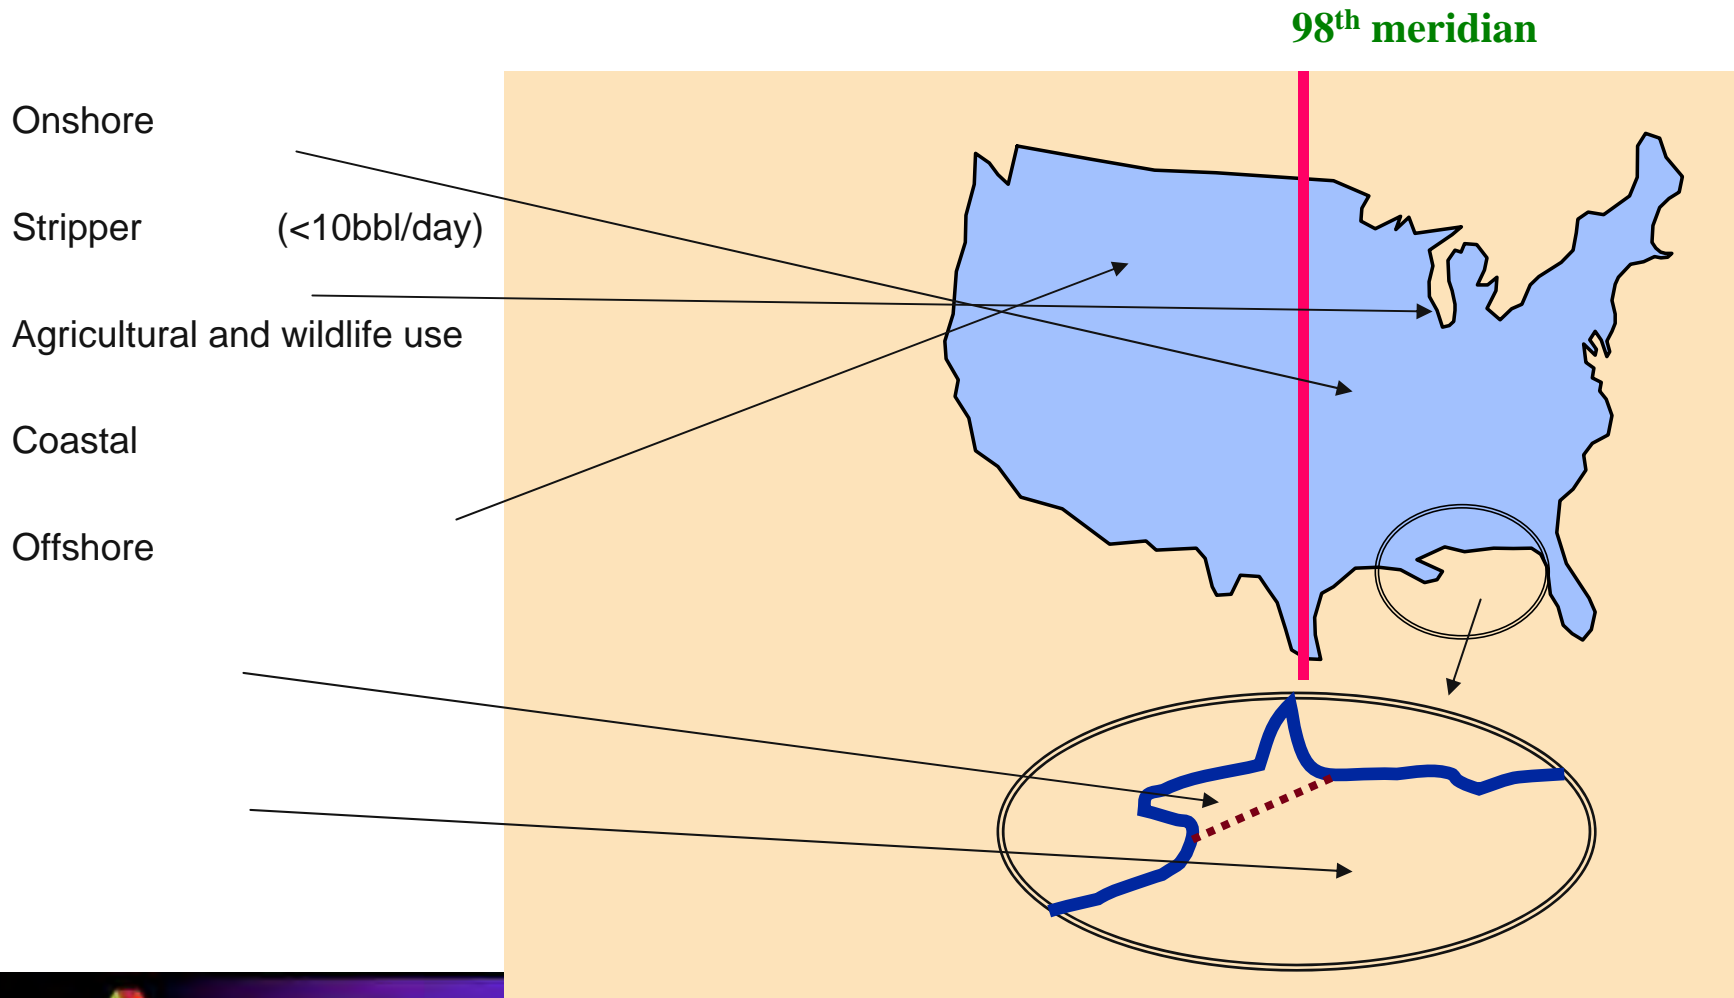 98th meridian
Onshore
Stripper (<10bbl/day)
Agricultural and wildlife use
Coastal
Offshore